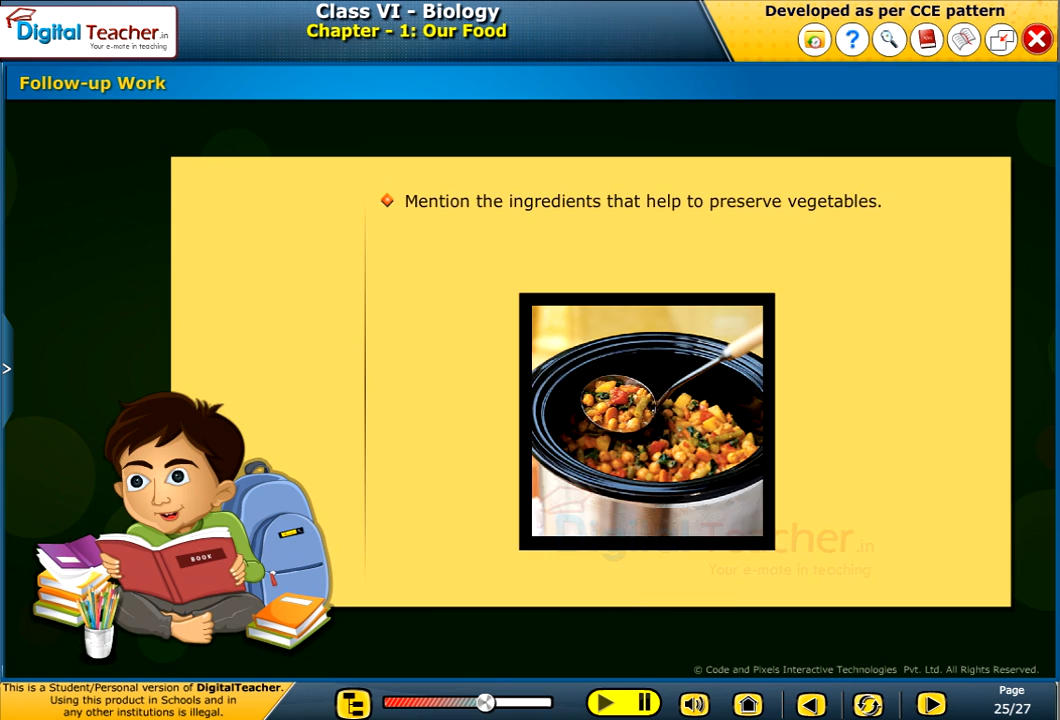 Digital Teacher.in
Your e-mate in teaching
Class VI - Biology
Chapter - 1: Our Food
Developed as per CCE pattern
?
Follow-up Work
Mention the ingredients that help to preserve vegetables.
>
BOOK
Digital Teacher.in
Your e-mate in teaching
© Code and Pixels Interactive Technologies Pvt. Ltd. All Rights Reserved.
This is a Student/Personal version of DigitalTeacher.
Using this product in Schools and in
any other institutions is illegal.
Page
25/27